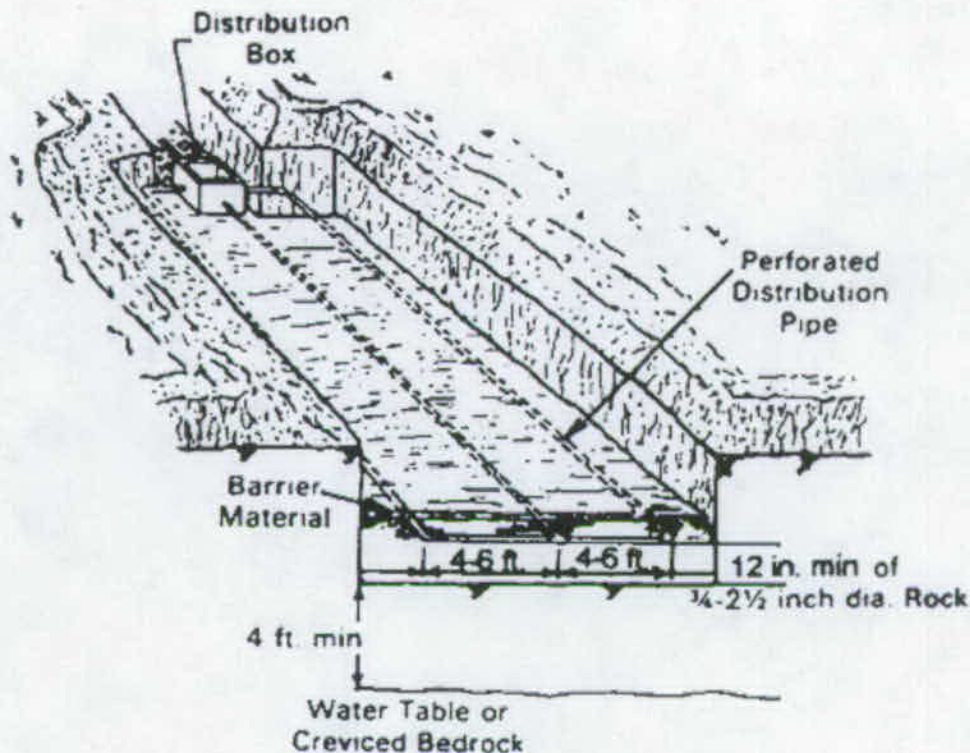 Distribution
Box
Perforated
Distribution
Pipe
Barrier
Material
4-6 ft. 4-6 ft.
12 in. min of
¾-2½ inch dia. Rock
4 ft. min
Water Table or
Creviced Bedrock